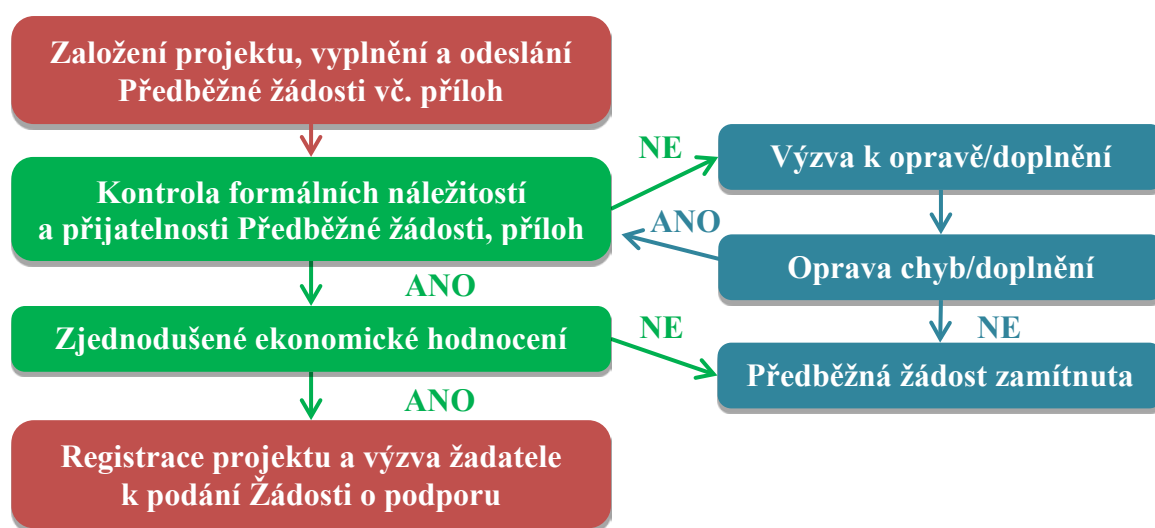 Založení projektu, vyplnění a odeslání
Předběžné žádosti vč. příloh
NE
Výzva k opravě/doplnění
Kontrola formálních náležitostí
a přijatelnosti Předběžné žádosti, příloh
ANO
Oprava chyb/doplnění
ANO
NE
Zjednodušené ekonomické hodnocení
NE
Předběžná žádost zamítnuta
ANO
Registrace projektu a výzva žadatele
k podání Žádosti o podporu